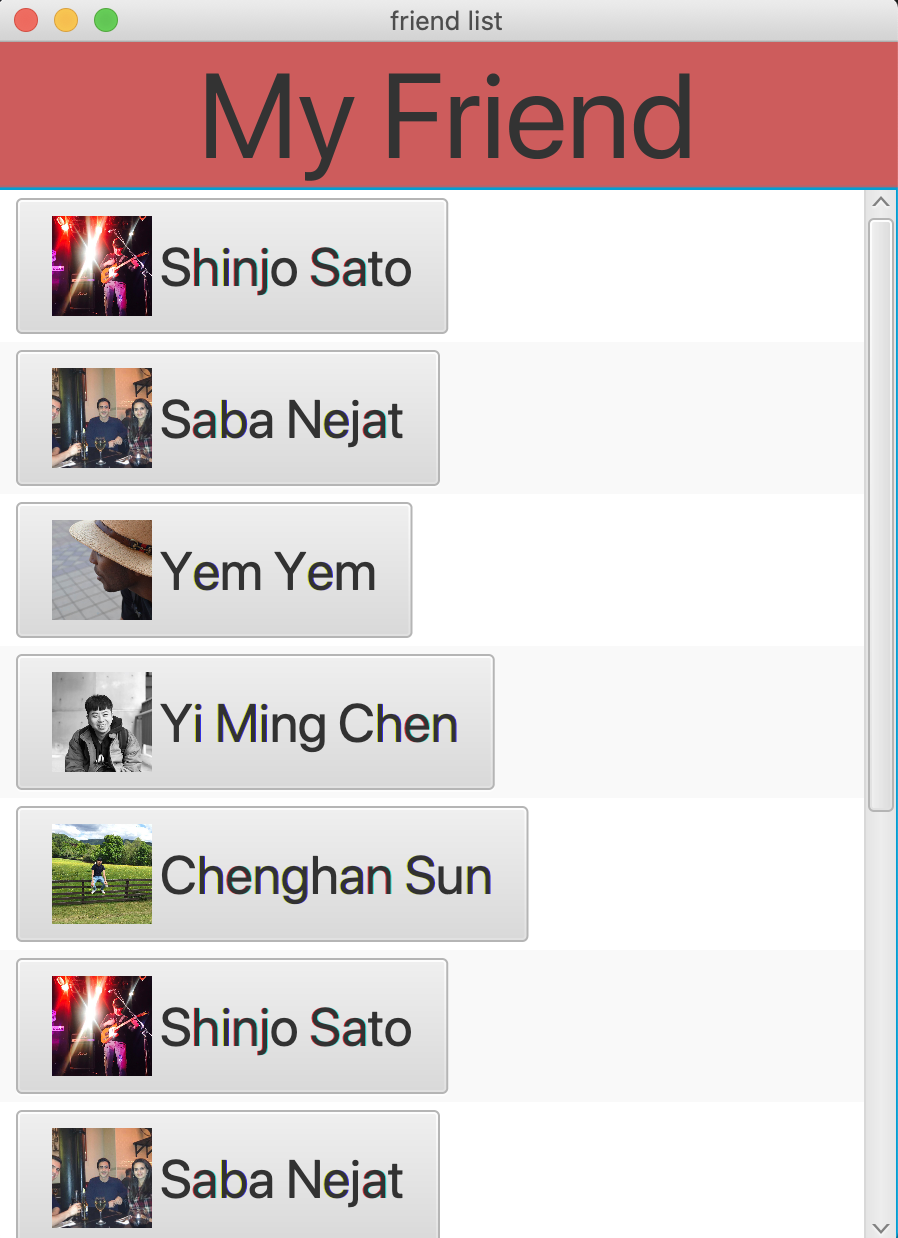 friend list
My Friend
Shinjo Sato
Saba Nejat
Yem Yem
Yi Ming Chen
Chenghan Sun
Shinjo Sato
Saba Nejat